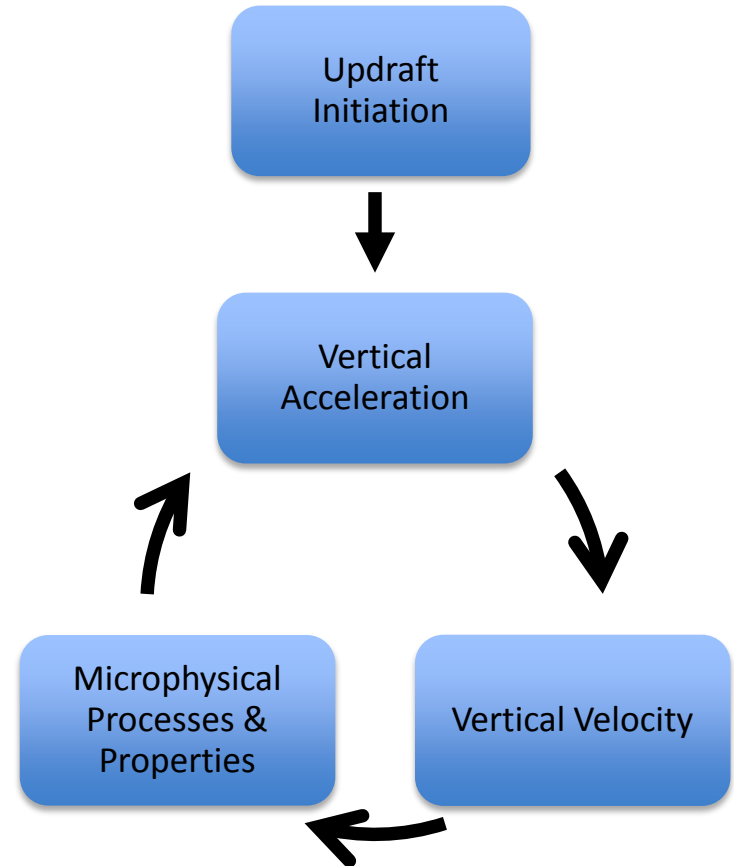 Updraft
Initiation
Vertical
Acceleration
Microphysical
Processes &
Properties
Vertical Velocity